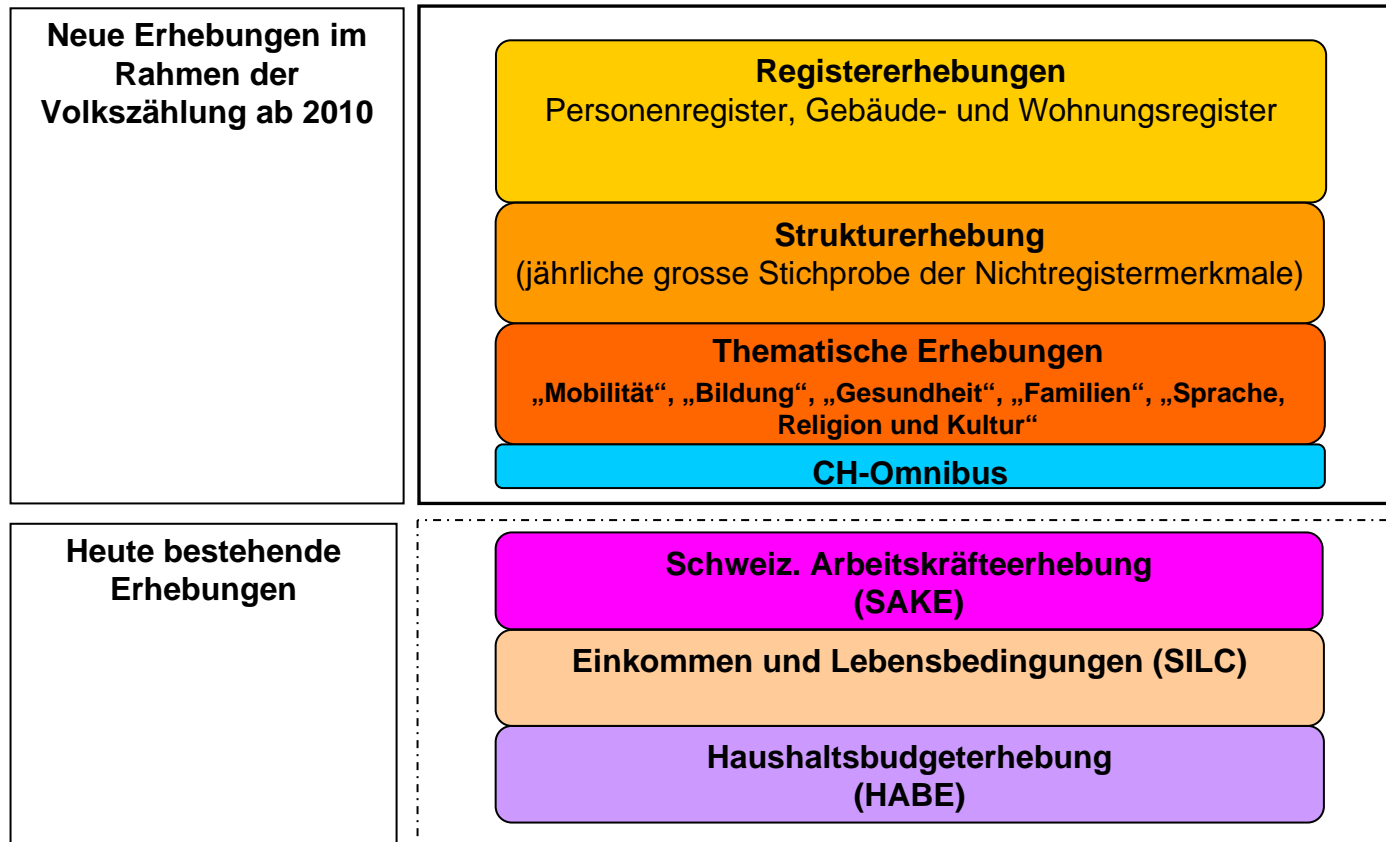 Neue Erhebungen im
Rahmen der
Volkszählung ab 2010
Registererhebungen
Personenregister, Gebäude- und Wohnungsregister
Strukturerhebung
(jährliche grosse Stichprobe der Nichtregistermerkmale)
Thematische Erhebungen
„Mobilität“, „Bildung“, „Gesundheit“, „Familien“, „Sprache,
Religion und Kultur“
CH-Omnibus
Heute bestehende
Erhebungen
Schweiz. Arbeitskräfteerhebung
(SAKE)
Einkommen und Lebensbedingungen (SILC)
Haushaltsbudgeterhebung
(HABE)